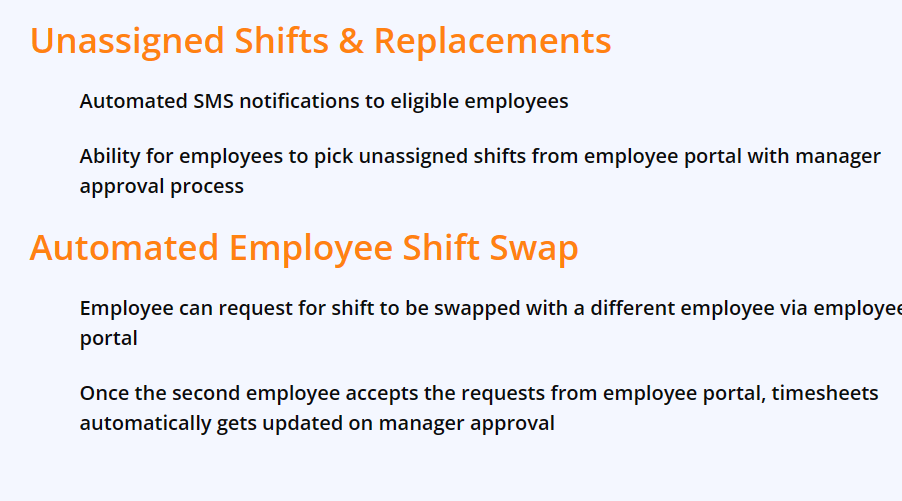 Unassigned Shifts & Replacements
Automated SMS notifications to eligible employees
Ability for employees to pick unassigned shifts from employee portal with manager
approval process
Automated Employee Shift Swap
Employee can request for shift to be swapped with a different employee via employee
portal
Once the second employee accepts the requests from employee portal, timesheets
automatically gets updated on manager approval